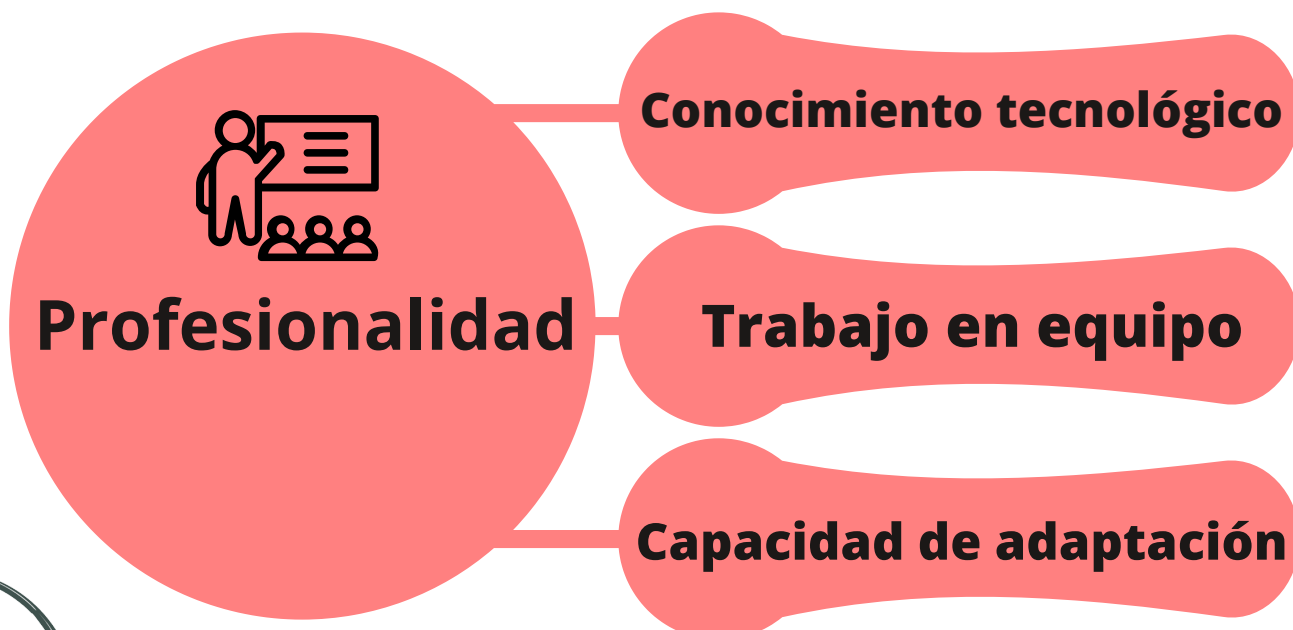 Profesionalidad
Conocimiento tecnológico
Trabajo en equipo
Capacidad de adaptación